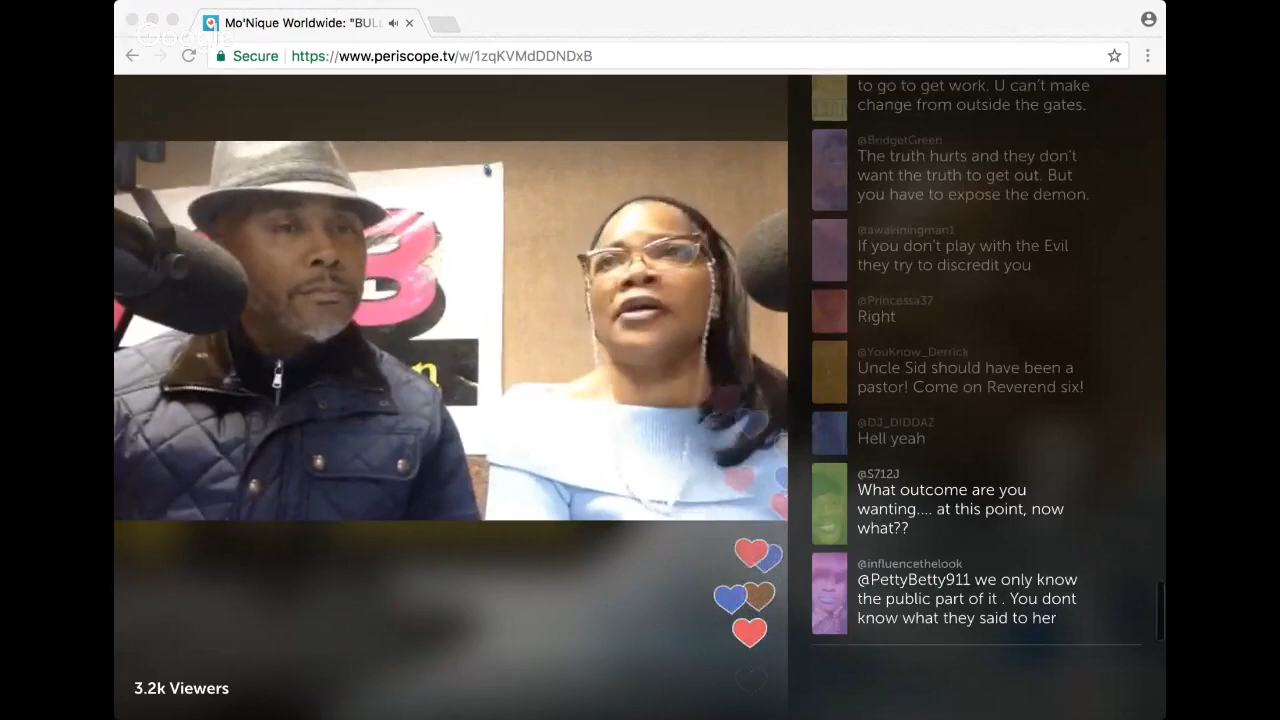 Mo'Nique Worldwide: "BUL
Google
Secure
https://www.periscope.tv/w/1zqKVMdDDNDxB
to go to get work. U can't make
change from outside the gates.
@BridgetGreen
The truth hurts and they don't
want the truth to get out. But
you have to expose the demon.
@awakiningman1
If you don't play with the Evil
they try to discredit you
@Princessa37
Right
@YouKnow_Derrick
Uncle Sid should have been a
pastor! Come on Reverend six!
@DJ_DIDDAZ
Hell yeah
@S712J
What outcome are you
wanting.... at this point, now
what??
@influencethelook
@PettyBetty911 we only know
the public part of it . You dont
know what they said to her
3.2k Viewers